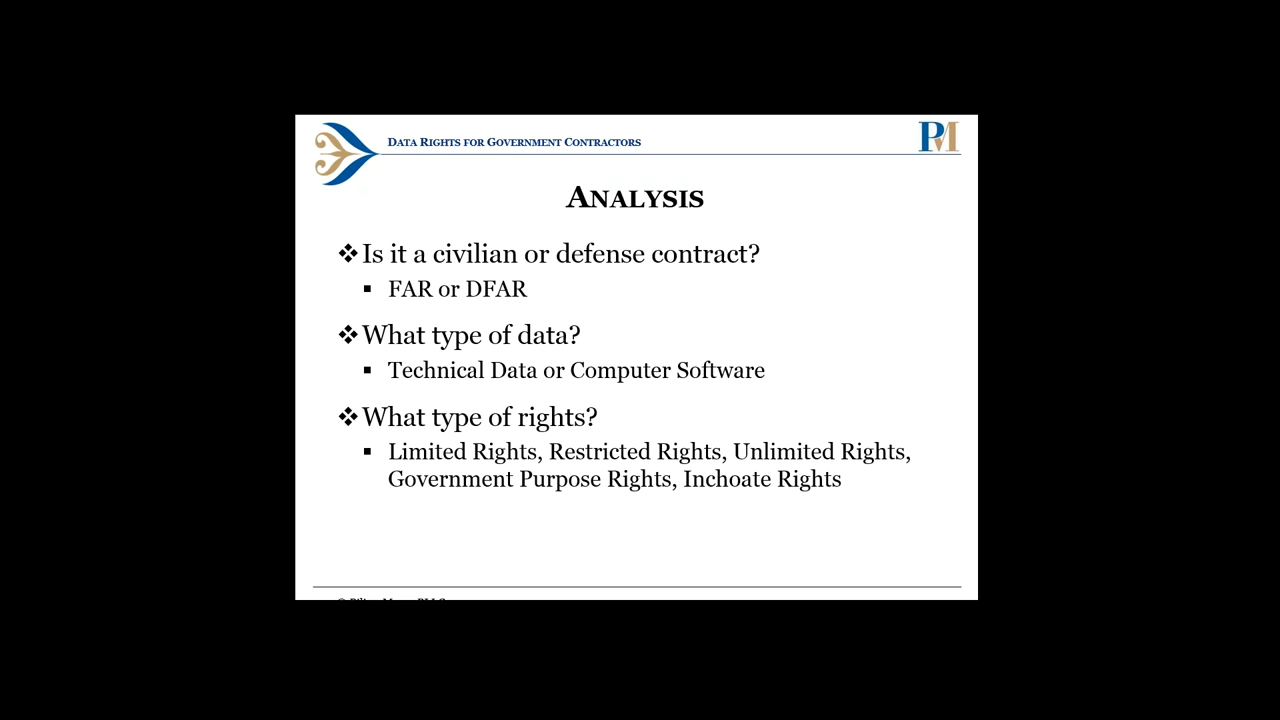 DATA RIGHTS FOR GOVERNMENT CONTRACTORS
PM
ANALYSIS
❖ Is it a civilian or defense contract?
▪ FAR or DFAR
❖ What type of data?
▪ Technical Data or Computer Software
❖ What type of rights?
▪ Limited Rights, Restricted Rights, Unlimited Rights,
Government Purpose Rights, Inchoate Rights